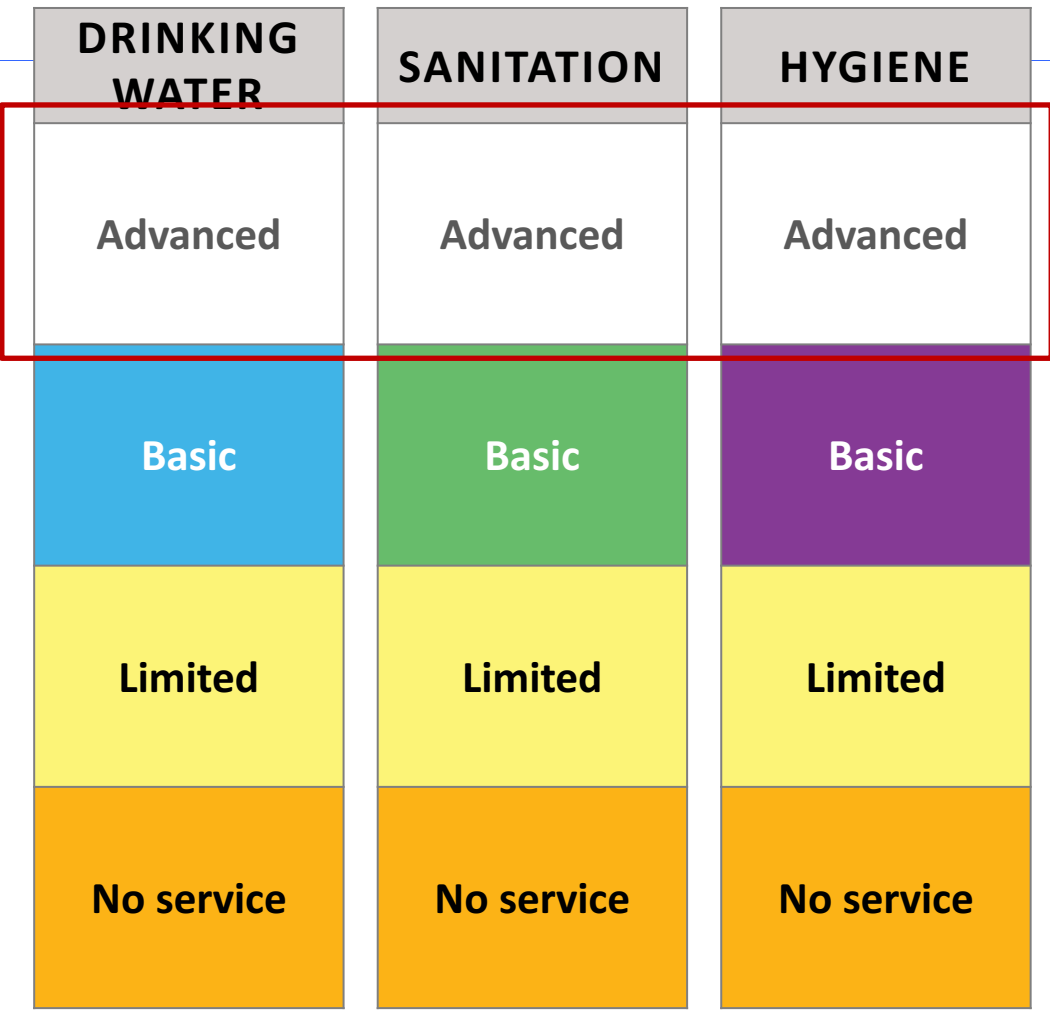 DRINKING
WATER
SANITATION
HYGIENE
Advanced
Advanced
Advanced
Basic
Basic
Basic
Limited
Limited
Limited
No service
No service
No service